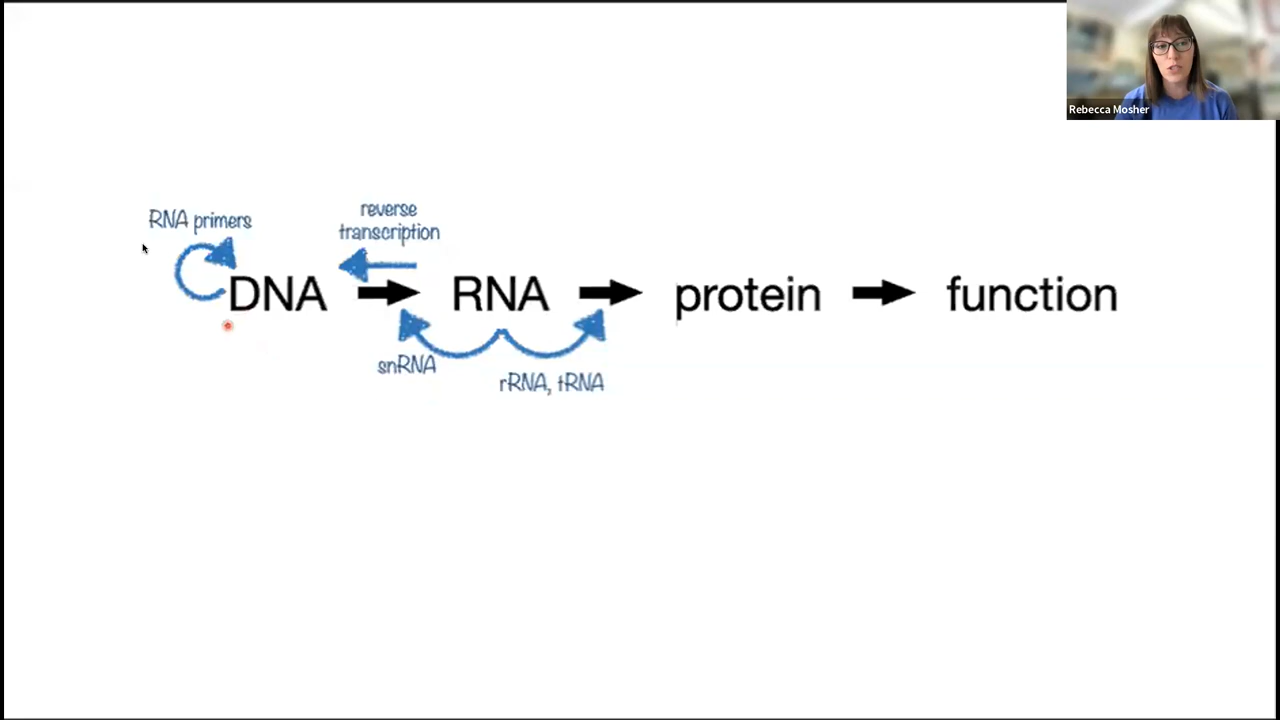 Rebecca Mosher
RNA primers
reverse
transcription
DNA RNA protein function
snRNA
rRNA, tRNA